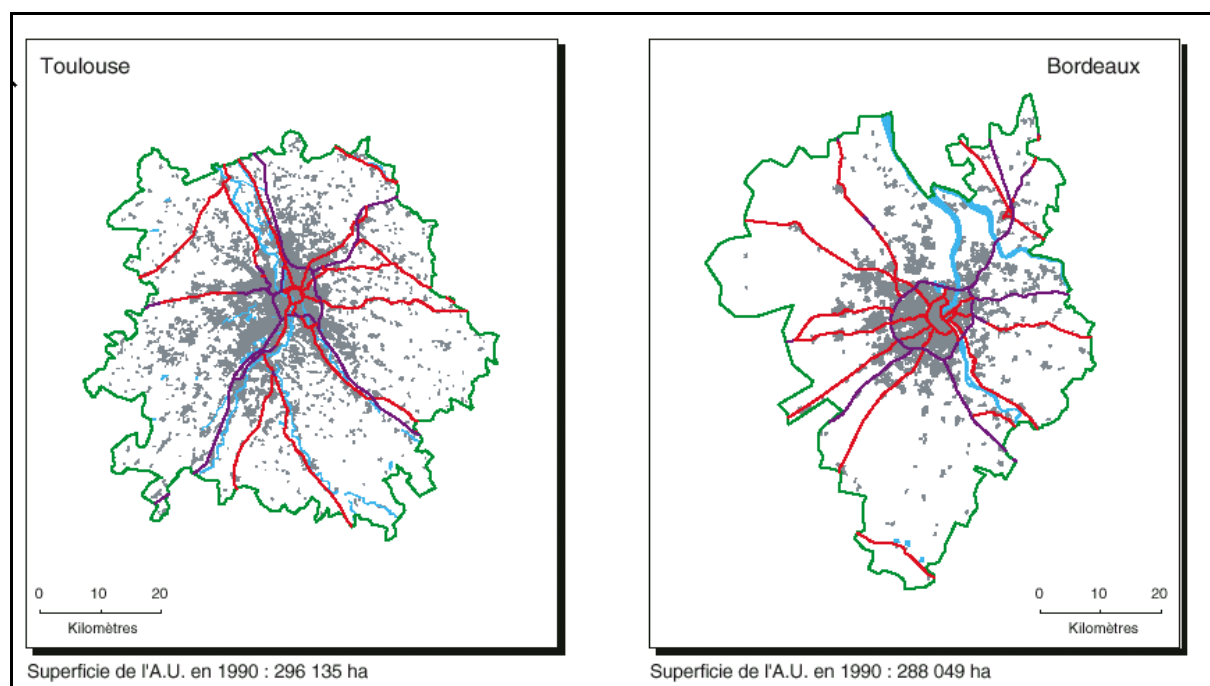 Toulouse
0 10 20
Kilomètres
Superficie de l'A.U. en 1990 : 296 135 ha
Bordeaux
0 10 20
Kilomètres
Superficie de l'A.U. en 1990 : 288 049 ha